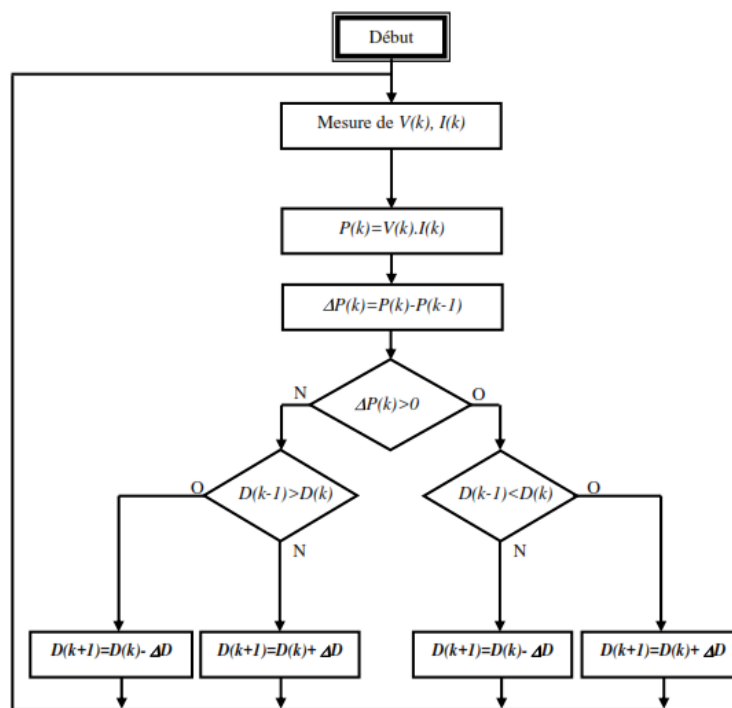 Début
Mesure de V(k), I(k)
P(k)=V(k).I(k)
ΔP(k)=P(k)-P(k-1)
N
ΔP(k)>0
O
O
D(k-1)>D(k)
N
D(k-1)<D(k)
O
N
D(k+1)=D(k)- ΔD
D(k+1)=D(k)+ ΔD
D(k+1)=D(k)- ΔD
D(k+1)=D(k)+ ΔD